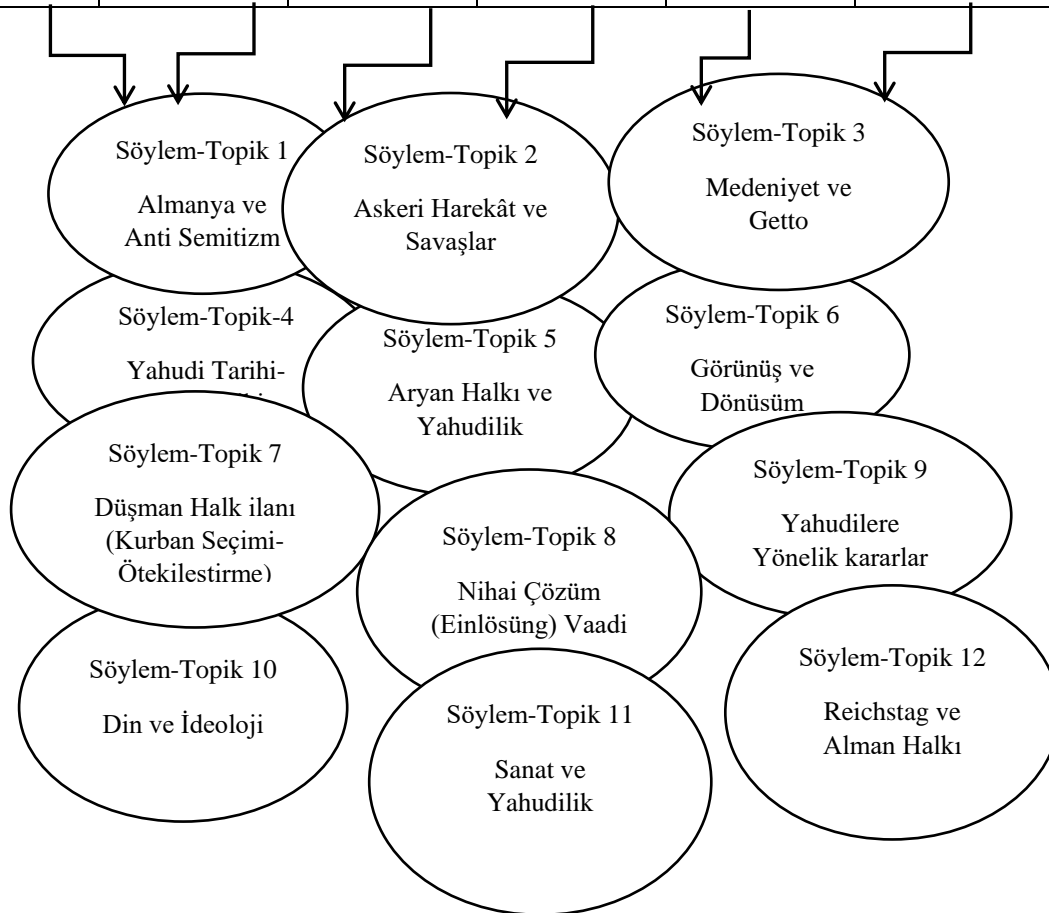 Söylem-Topik 1
Almanya ve
Anti Semitizm
Söylem-Topik 2
Askeri Harekât ve
Savaşlar
Söylem-Topik 3
Medeniyet ve
Getto
Söylem-Topik-4
Yahudi Tarihi-
Söylem-Topik 5
Aryan Halkı ve
Yahudilik
Söylem-Topik 6
Görünüş ve
Dönüşüm
Söylem-Topik 7
Düşman Halk ilanı
(Kurban Seçimi-
Ötekilestirme)
Söylem-Topik 8
Nihai Çözüm
(Einlösüng) Vaadi
Söylem-Topik 9
Yahudilere
Yönelik kararlar
Söylem-Topik 10
Din ve İdeoloji
Söylem-Topik 11
Sanat ve
Yahudilik
Söylem-Topik 12
Reichstag ve
Alman Halkı